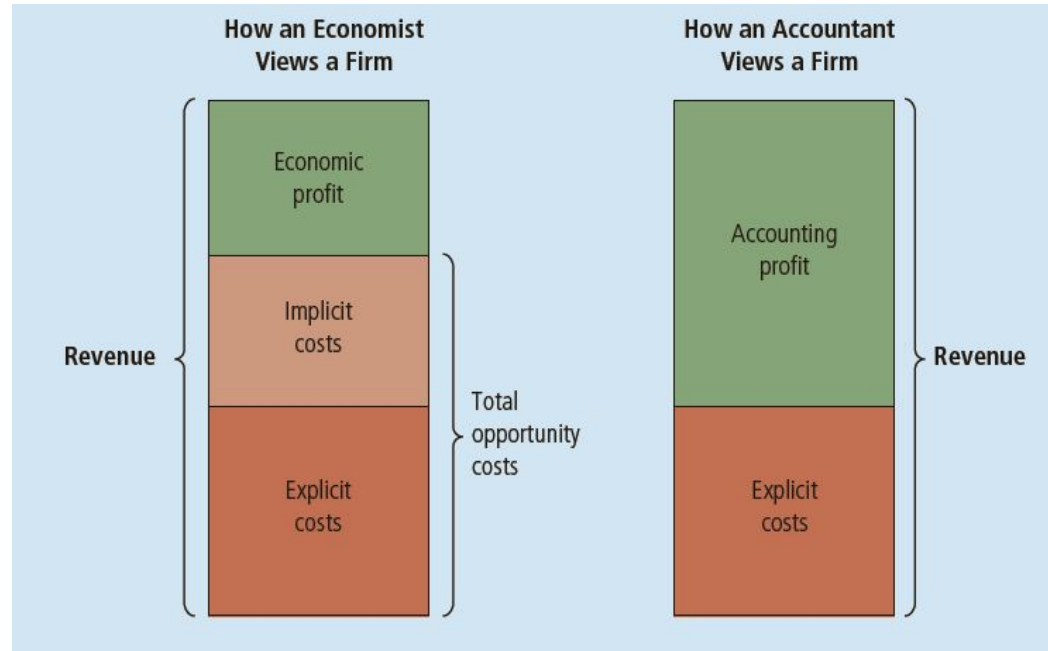 How an Economist
Views a Firm
How an Accountant
Views a Firm
Economic
profit
Implicit
costs
Explicit
costs
Revenue
Total
opportunity
costs
Accounting
profit
Explicit
costs
Revenue